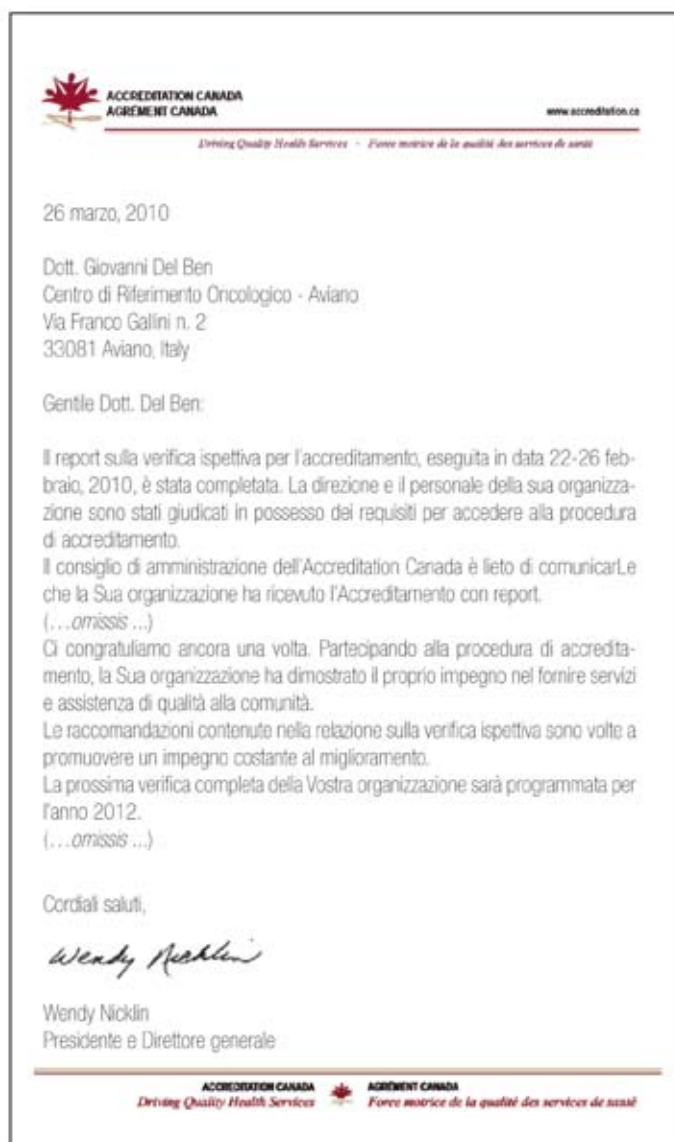 ACCREDITATION CANADA
AGRÉMENT CANADA
www.accreditation.ca
Driving Quality Health Services - Force motrice de la qualité des services de santé
26 marzo, 2010
Dott. Giovanni Del Ben
Centro di Riferimento Oncologico - Aviano
Via Franco Gallini n. 2
33081 Aviano, Italy
Gentile Dott. Del Ben:
Il report sulla verifica ispettiva per l'accreditamento, eseguita in data 22-26 feb-
braio, 2010, è stata completata. La direzione e il personale della sua organizza-
zione sono stati giudicati in possesso dei requisiti per accedere alla procedura
di accreditamento.
Il consiglio di amministrazione dell'Accreditation Canada è lieto di comunicarLe
che la Sua organizzazione ha ricevuto l'Accreditamento con report.
(…omissis ...)
Ci congratuliamo ancora una volta. Partecipando alla procedura di accredita-
mento, la Sua organizzazione ha dimostrato il proprio impegno nel fornire servizi
e assistenza di qualità alla comunità.
Le raccomandazioni contenute nella relazione sulla verifica ispettiva sono volte a
promuovere un impegno costante al miglioramento.
La prossima verifica completa della Vostra organizzazione sarà programmata per
l'anno 2012.
(…omissis ...)
Cordiali saluti,
Wendy Nicklin
Wendy Nicklin
Presidente e Direttore generale
ACCREDITATION CANADA AGRÉMENT CANADA
Driving Quality Health Services Force motrice de la qualité des services de santé